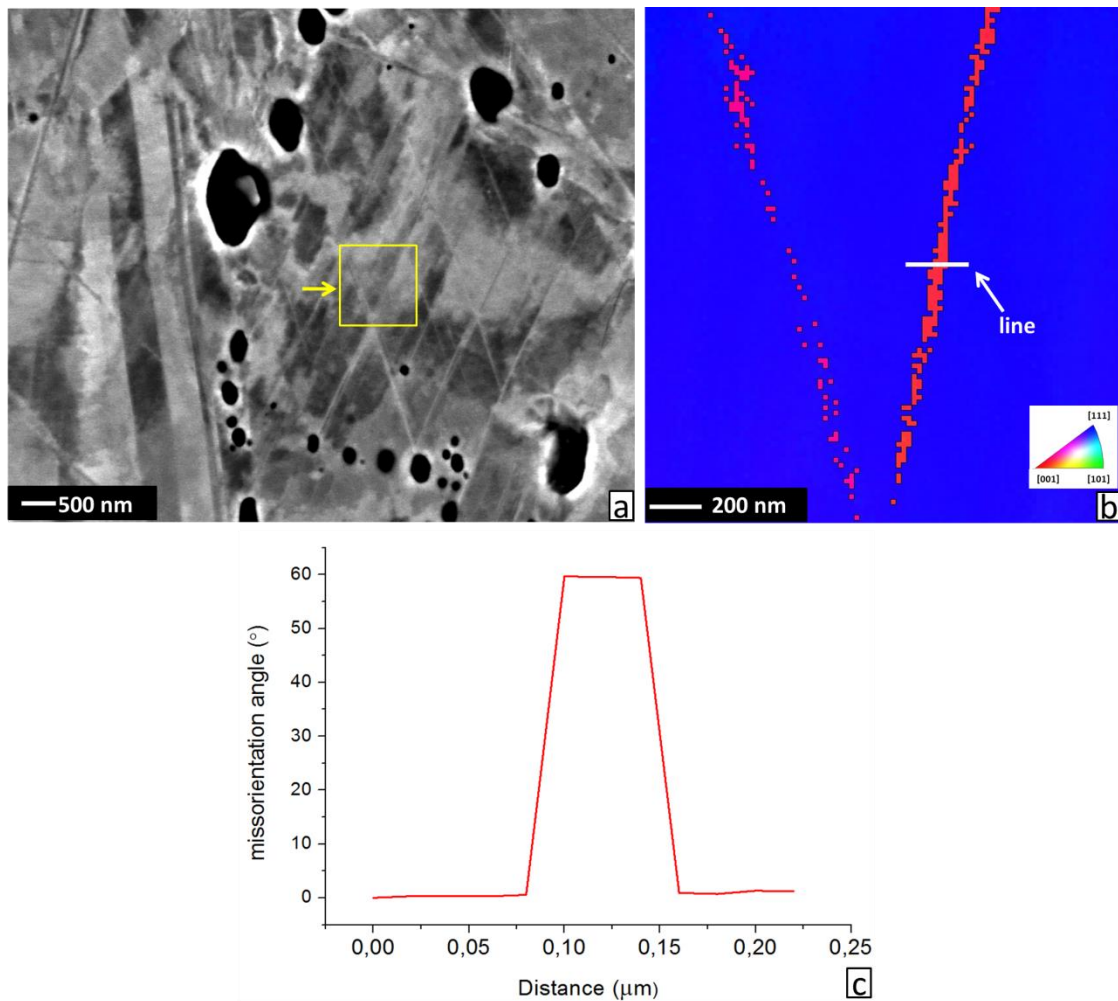 500 nm
a
line
[111]
[001] [101]
200 nm
b
missorientation angle (°)
60
50
40
30
20
10
0
0,00 0,05 0,10 0,15 0,20 0,25
Distance (μm)
c